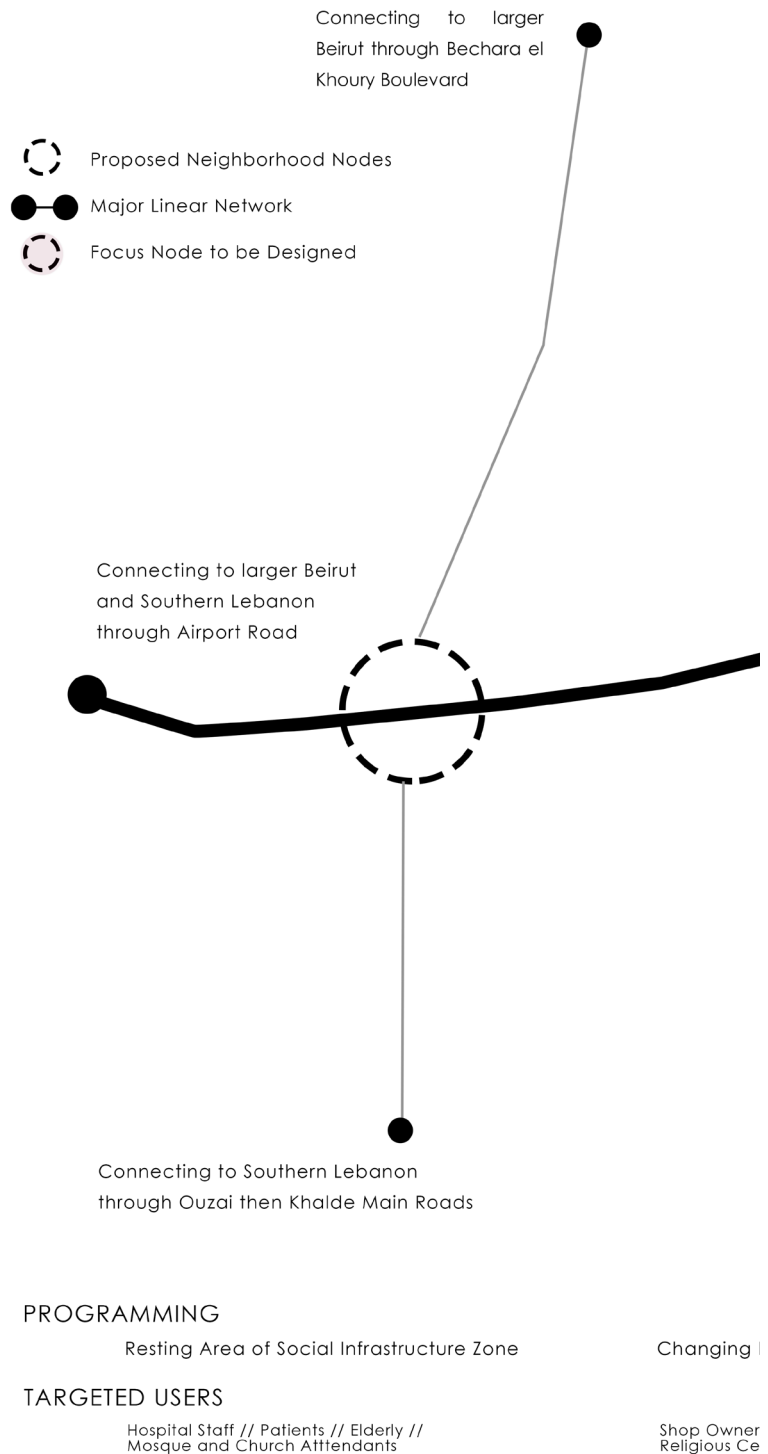 Connecting to larger
Beirut through Bechara el
Khoury Boulevard
Proposed Neighborhood Nodes
Major Linear Network
Focus Node to be Designed
Connecting to larger Beirut
and Southern Lebanon
through Airport Road
Connecting to Southern Lebanon
through Ouzai then Khalde Main Roads
PROGRAMMING
Resting Area of Social Infrastructure Zone
Changing
TARGETED USERS
Hospital Staff // Patients // Elderly //
Mosque and Church Atttendants
Shop Owner
Religious Ce